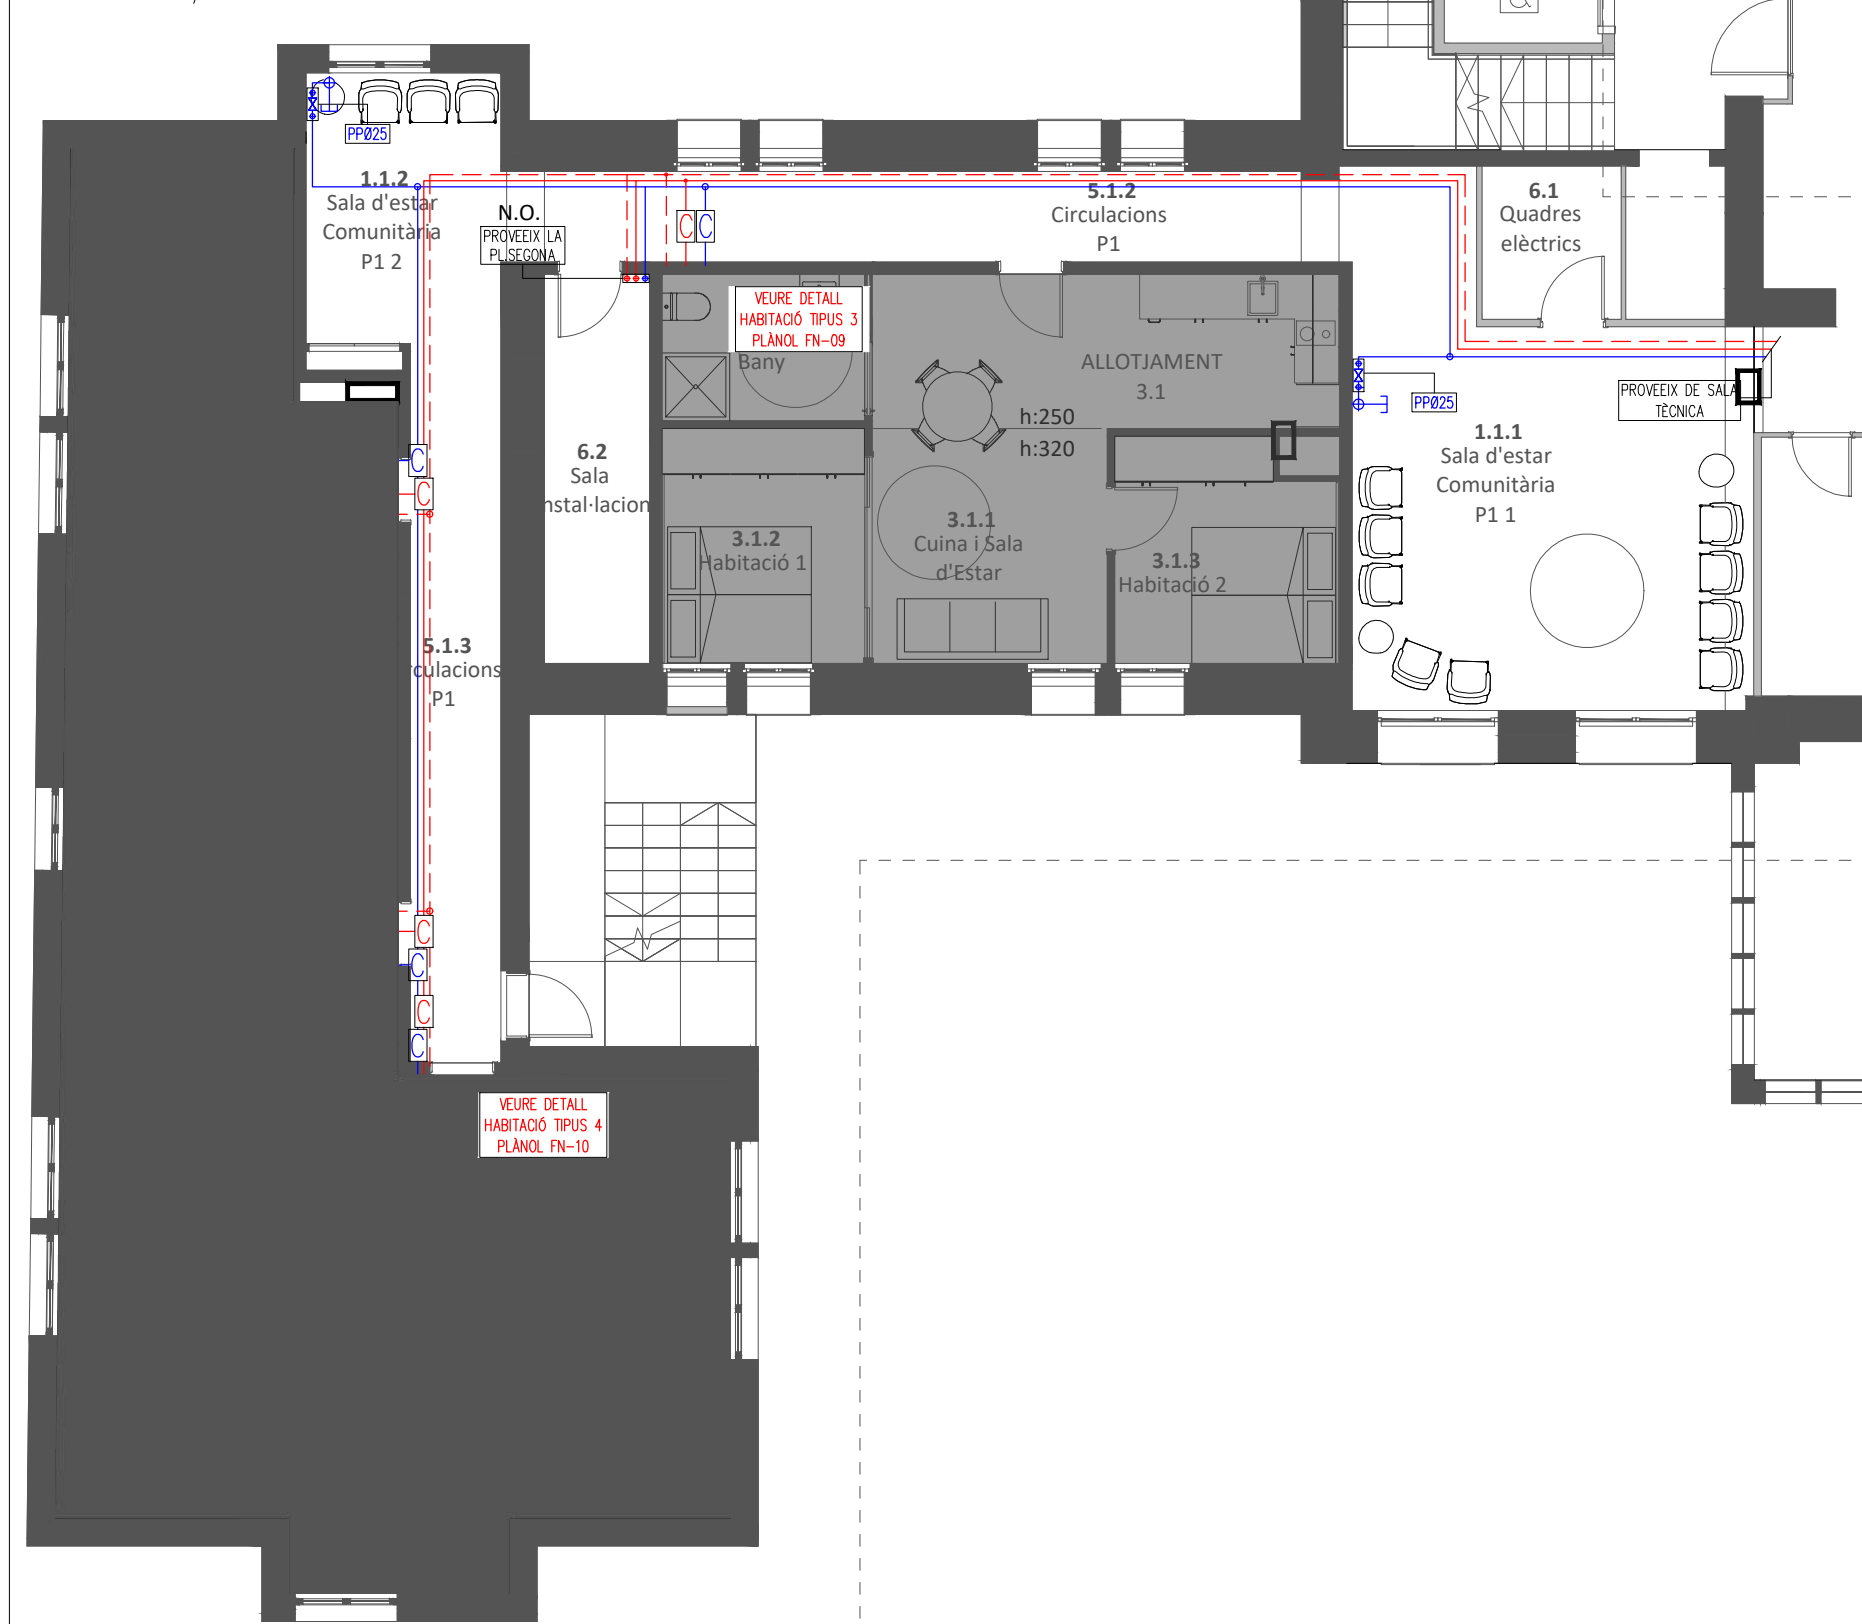 PPØ25
1.1.2
Sala d'estar
Comunitària
P1 2
N.O.
PROVEEIX LA
PL.SEGONA
5.1.2
Circulacions
P1
6.1
Quadres
elèctrics
VEURE DETALL
HABITACIÓ TIPUS 3
PLÀNOL FN-09
Bany
ALLOTJAMENT
3.1
h:250
h:320
PPØ25
PROVEEIX DE SALA
TÈCNICA
C
C
C
C
6.2
Sala
nstal·lacion
1.1.1
Sala d'estar
Comunitària
P1 1
3.1.2
Habitació 1
3.1.1
Cuina i Sala
d'Estar
3.1.3
Habitació 2
5.1.3
culacions
P1
C
C
C
C
VEURE DETALL
HABITACIÓ TIPUS 4
PLÀNOL FN-10